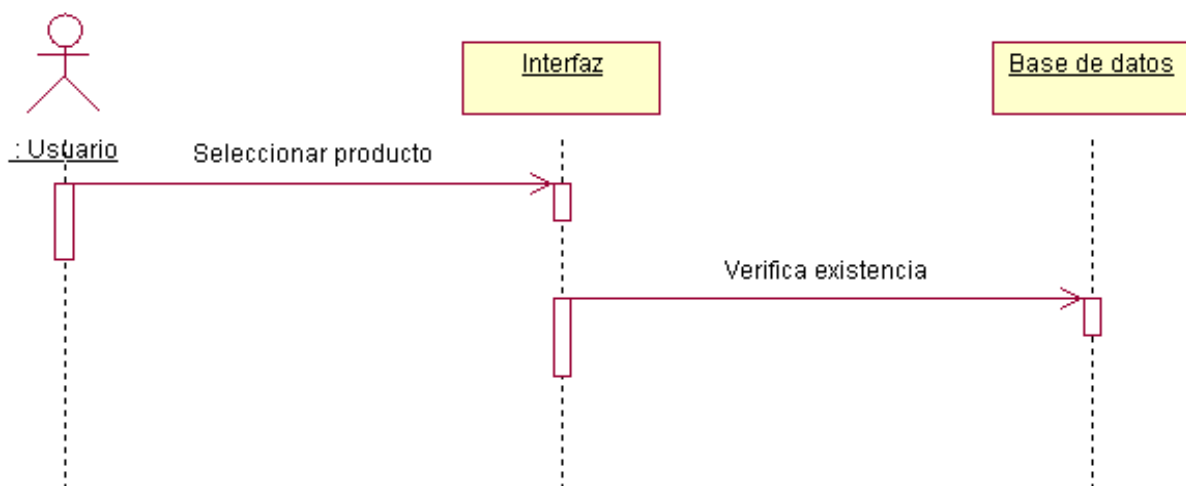 Interfaz
Base de datos
: Usuario
Seleccionar producto
Verifica existencia